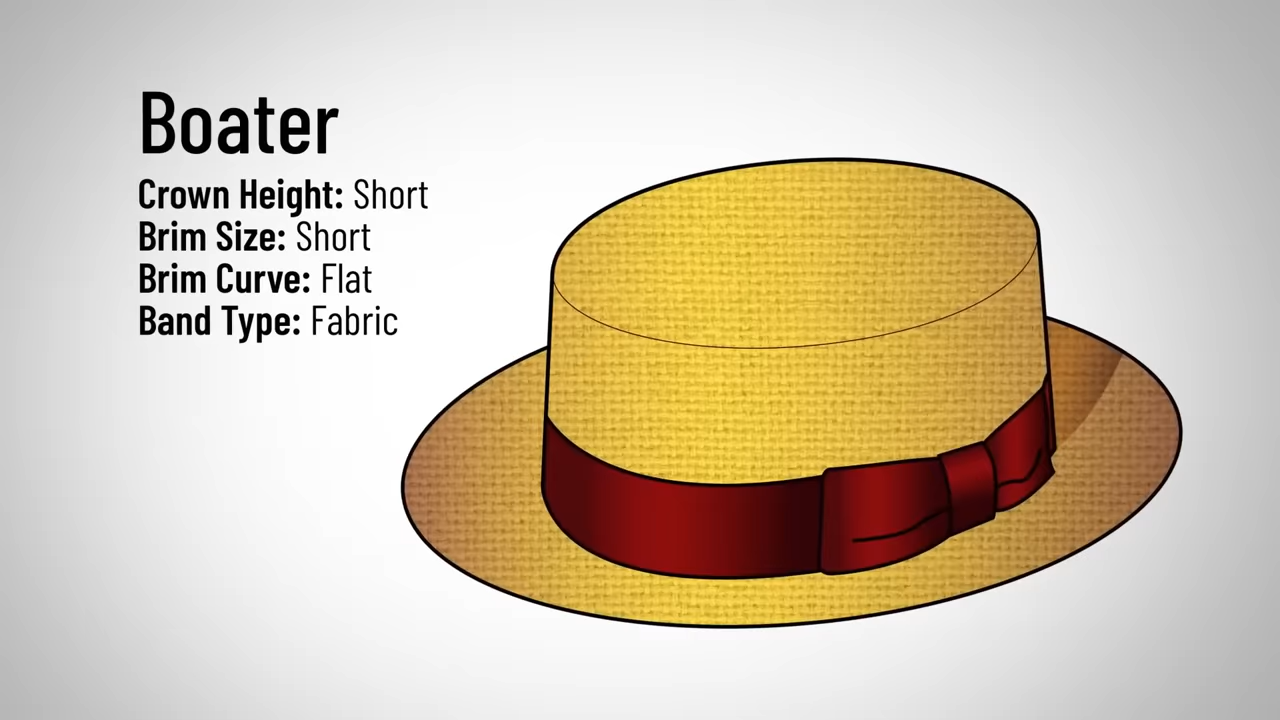 Boater
Crown Height: Short
Brim Size: Short
Brim Curve: Flat
Band Type: Fabric